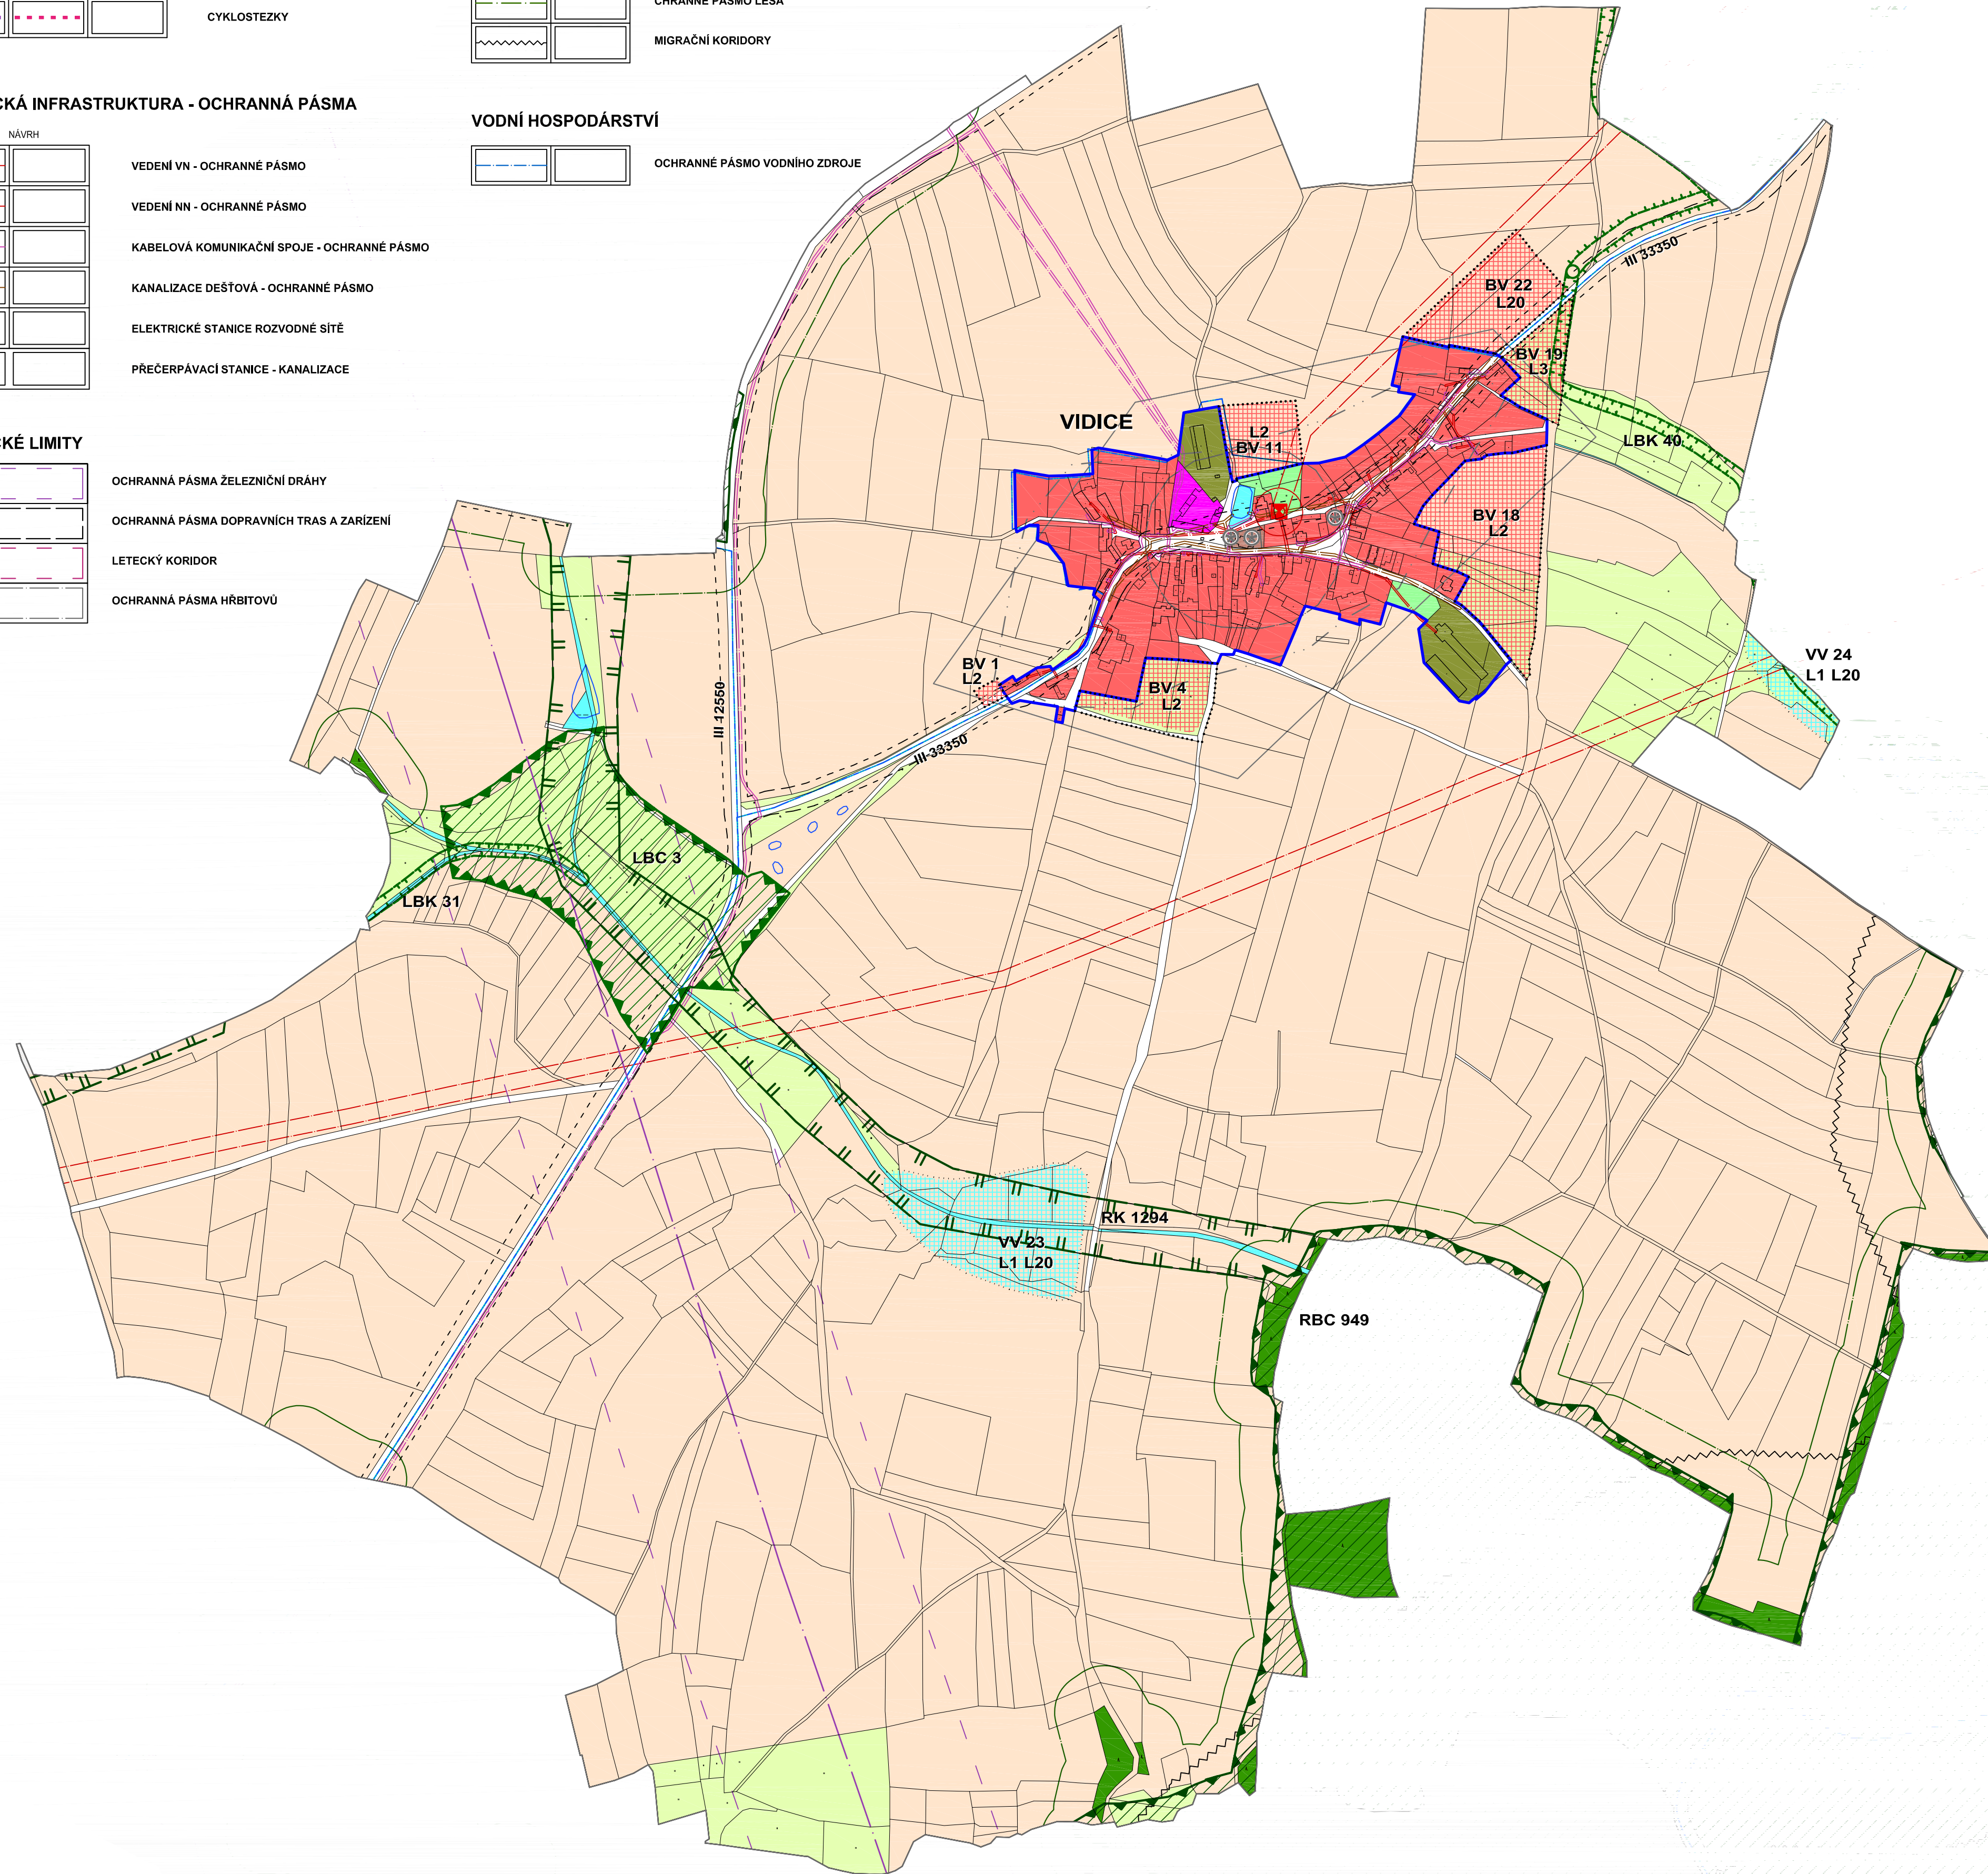 CYKLOSTEZKY
CHRANNÉ PÁSMO LESA
MIGRAČNÍ KORIDORY
CKÁ INFRASTRUKTURA - OCHRANNÁ PÁSMA
NÁVRH
VEDENÍ VN - OCHRANNÉ PÁSMO
VEDENÍ NN - OCHRANNÉ PÁSMO
KABELOVÁ KOMUNIKAČNÍ SPOJE - OCHRANNÉ PÁSMO
KANALIZACE DEŠŤOVÁ - OCHRANNÉ PÁSMO
ELEKTRICKÉ STANICE ROZVODNÉ SÍTĚ
PŘEČERPÁVACÍ STANICE - KANALIZACE
VODNÍ HOSPODÁRSTVÍ
OCHRANNÉ PÁSMO VODNÍHO ZDROJE
CKÉ LIMITY
OCHRANNÁ PÁSMA ŽELEZNIČNÍ DRÁHY
OCHRANNÁ PÁSMA DOPRAVNÍCH TRAS A ZARÍZENÍ
LETECKÝ KORIDOR
OCHRANNÁ PÁSMA HŘBITOVŮ
III 33350
BV 22
L20
BV 19
L3
VIDICE
L2
BV 11
LBK 40
BV 18
L2
BV 1
L2
BV 4
L2
VV 24
L1 L20
III 12550
III 33350
LBC 3
LBK 31
RK 1294
VV 23
L1 L20
RBC 949